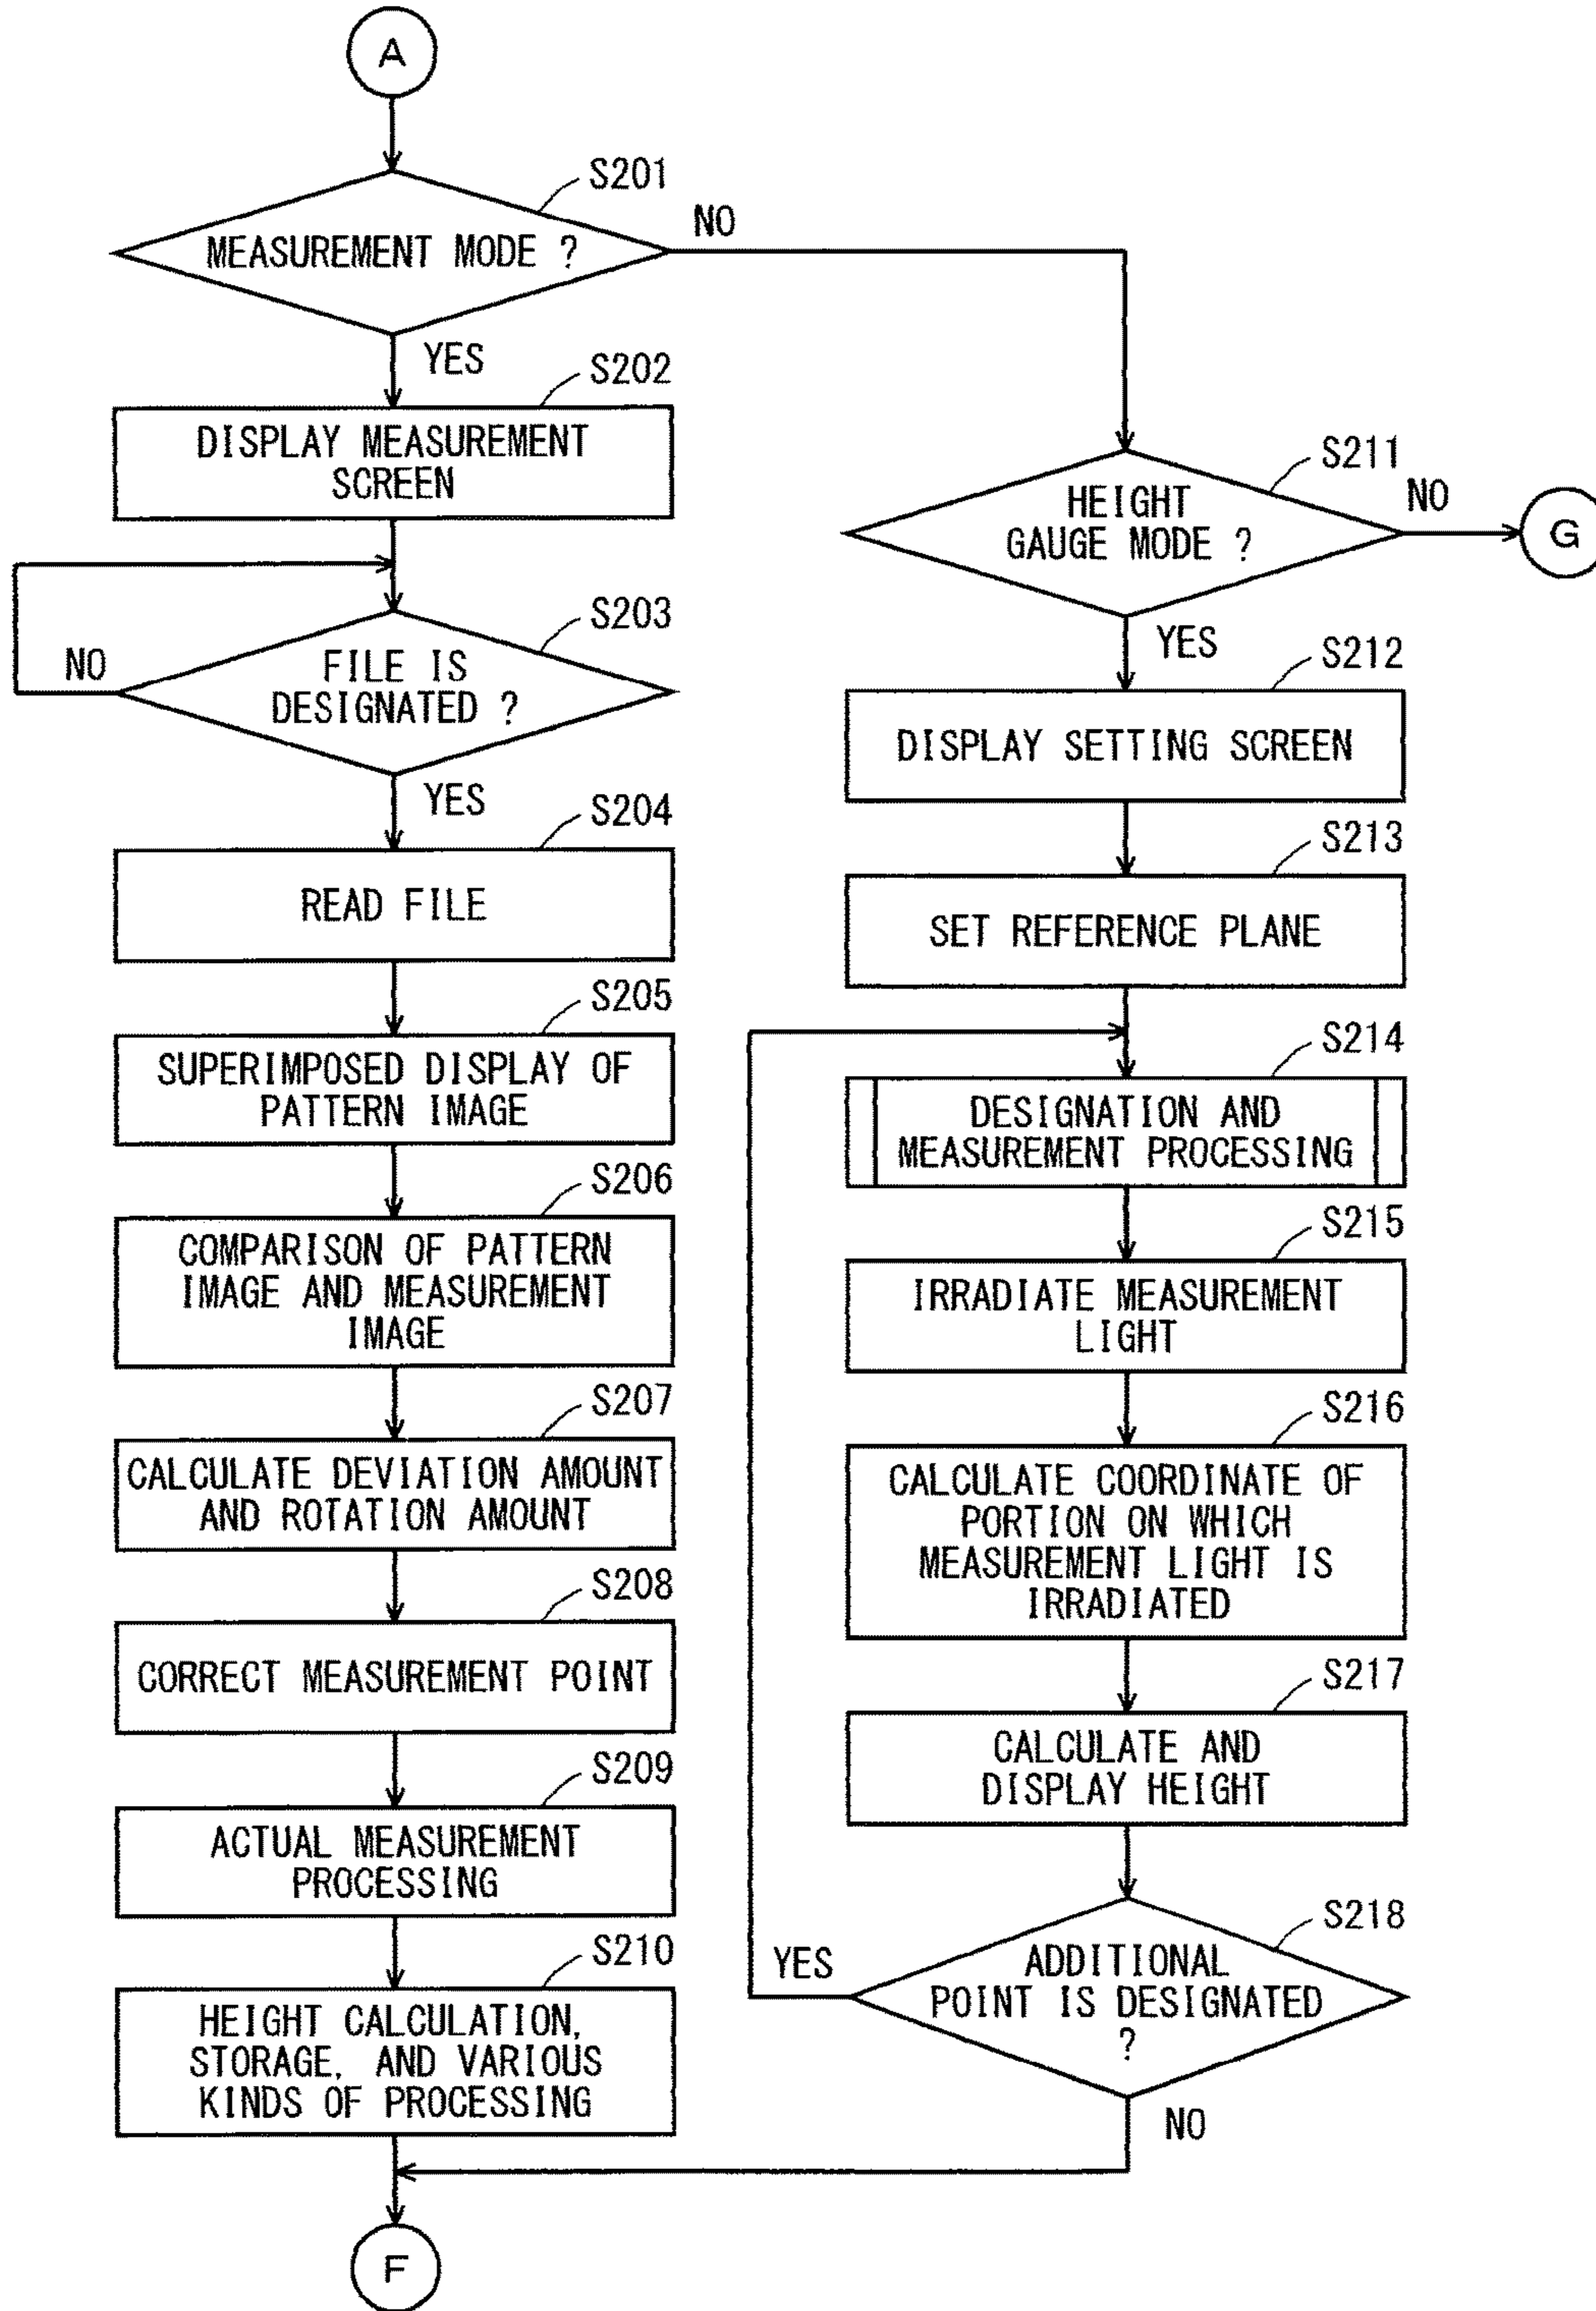 A
S201
MEASUREMENT MODE ?
NO
YES
S202
DISPLAY MEASUREMENT
SCREEN
S203
FILE IS
DESIGNATED ?
NO
YES
S204
READ FILE
S205
SUPERIMPOSED DISPLAY OF
PATTERN IMAGE
S206
COMPARISON OF PATTERN
IMAGE AND MEASUREMENT
IMAGE
S207
CALCULATE DEVIATION AMOUNT
AND ROTATION AMOUNT
S208
CORRECT MEASUREMENT POINT
S209
ACTUAL MEASUREMENT
PROCESSING
S210
HEIGHT CALCULATION,
STORAGE, AND VARIOUS
KINDS OF PROCESSING
F
S211
HEIGHT
GAUGE MODE ?
NO
G
YES
S212
DISPLAY SETTING SCREEN
S213
SET REFERENCE PLANE
S214
DESIGNATION AND
MEASUREMENT PROCESSING
S215
IRRADIATE MEASUREMENT
LIGHT
S216
CALCULATE COORDINATE OF
PORTION ON WHICH
MEASUREMENT LIGHT IS
IRRADIATED
S217
CALCULATE AND
DISPLAY HEIGHT
S218
ADDITIONAL
POINT IS DESIGNATED
?
YES
NO